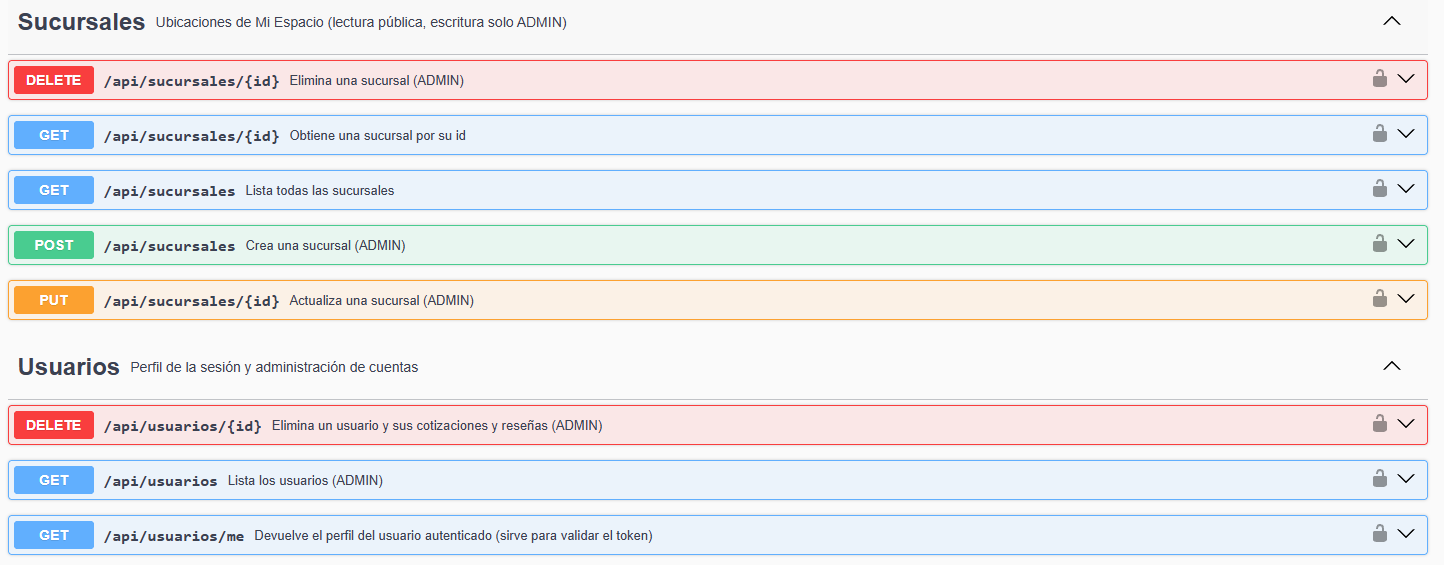 Sucursales Ubicaciones de Mi Espacio (lectura pública, escritura solo ADMIN)
DELETE /api/sucursales/{id} Elimina una sucursal (ADMIN)
GET /api/sucursales/{id} Obtiene una sucursal por su id
GET /api/sucursales Lista todas las sucursales
POST /api/sucursales Crea una sucursal (ADMIN)
PUT /api/sucursales/{id} Actualiza una sucursal (ADMIN)
Usuarios Perfil de la sesión y administración de cuentas
DELETE /api/usuarios/{id} Elimina un usuario y sus cotizaciones y reseñas (ADMIN)
GET /api/usuarios Lista los usuarios (ADMIN)
GET /api/usuarios/me Devuelve el perfil del usuario autenticado (sirve para validar el token)